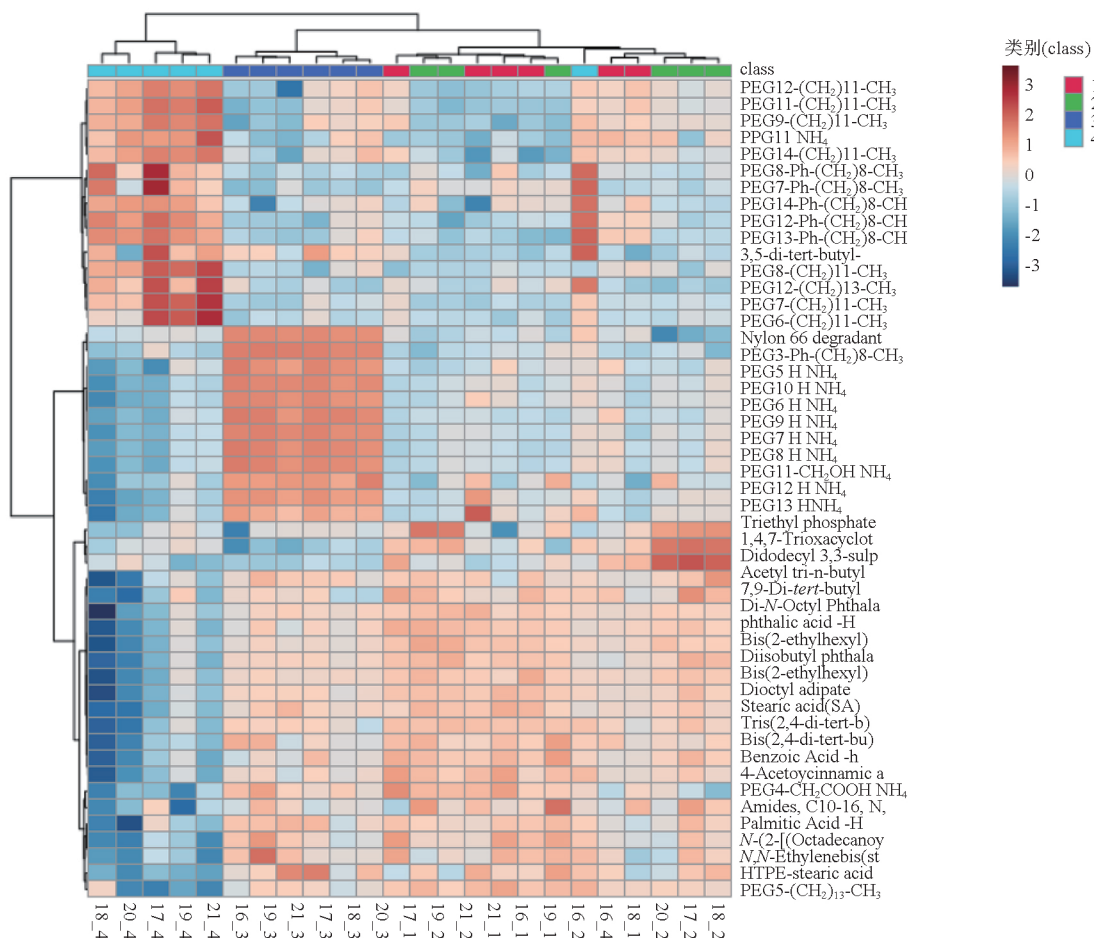 类别(class)
class
3
2
1
0
-1
-2
-3
1
2
3
4
PEG12-(CH₂)11-CH₃
PEG11-(CH₂)11-CH₃
PEG9-(CH₂)11-CH₃
PPG11 NH₄
PEG14-(CH₂)11-CH₃
PEG8-Ph-(CH₂)8-CH₃
PEG7-Ph-(CH₂)8-CH₃
PEG14-Ph-(CH₂)8-CH
PEG12-Ph-(CH₂)8-CH
PEG13-Ph-(CH₂)8-CH
3,5-di-tert-butyl-
PEG8-(CH₂)11-CH₃
PEG12-(CH₂)13-CH₃
PEG7-(CH₂)11-CH₃
PEG6-(CH₂)11-CH₃
Nylon 66 degradant
PEG3-Ph-(CH₂)8-CH₃
PEG5 H NH₄
PEG10 H NH₄
PEG6 H NH₄
PEG9 H NH₄
PEG7 H NH₄
PEG8 H NH₄
PEG11-CH₂OH NH₄
PEG12 H NH₄
PEG13 HNH₄
Triethyl phosphate
1,4,7-Trioxacyclot
Didodecyl 3,3-sulp
Acetyl tri-n-butyl
7,9-Di-tert-butyl
Di-N-Octyl Phthala
phthalic acid -H
Bis(2-ethylhexyl)
Diisobutyl phthala
Bis(2-ethylhexyl)
Dioctyl adipate
Stearic acid(SA)
Tris(2,4-di-tert-b)
Bis(2,4-di-tert-bu)
Benzoic Acid -h
4-Acetoycinnamic a
PEG4-CH₂COOH NH₄
Amides, C10-16, N,
Palmitic Acid -H
N-(2-[(Octadecanoy
N,N-Ethylenebis(st
HTPE-stearic acid
PEG5-(CH₂)₁₃-CH₃
18_4
20_4
17_4
19_4
21_4
16_3
19_3
21_3
17_3
18_3
20_3
17_1
19_2
21_2
21_1
16_1
19_1
16_2
16_4
18_1
20_2
17_2
18_2